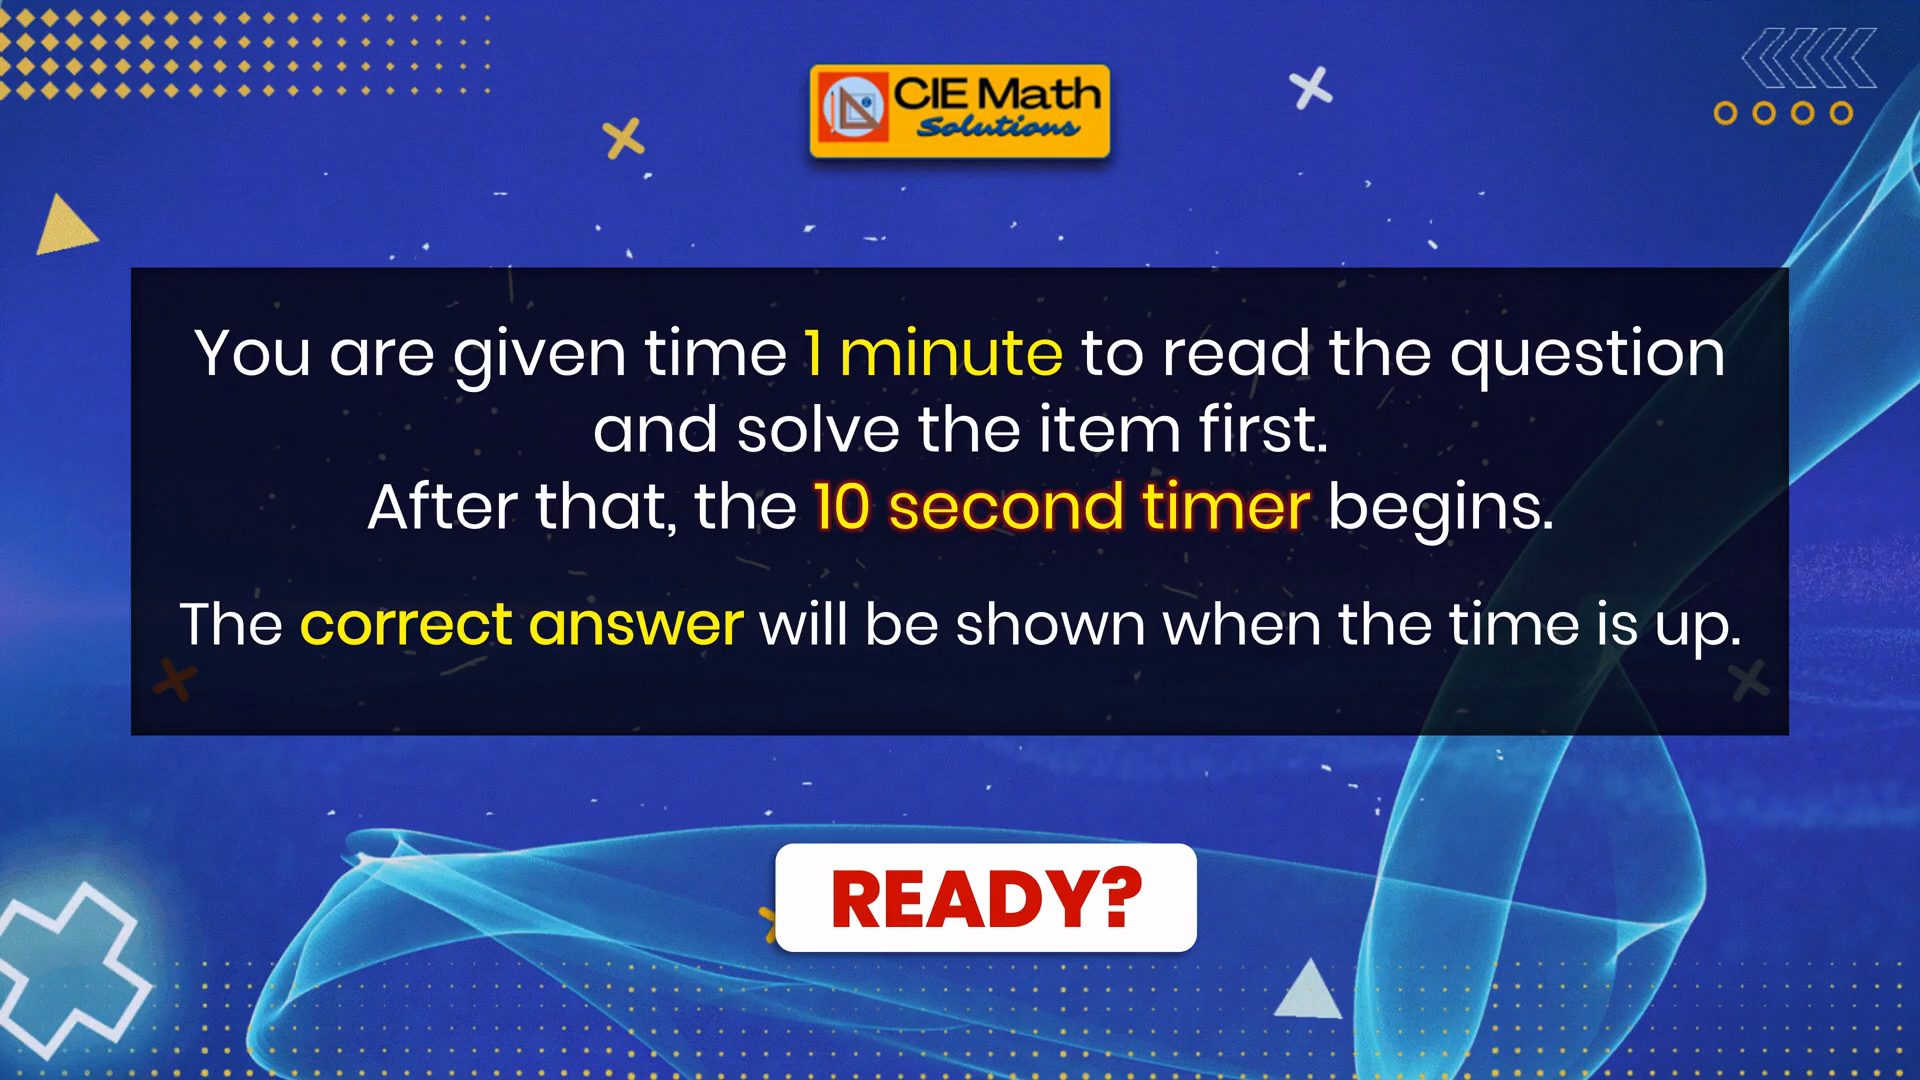 CIE Math
Solutions
You are given time 1 minute to read the question
and solve the item first.
After that, the 10 second timer begins.
The correct answer will be shown when the time is up.
READY?